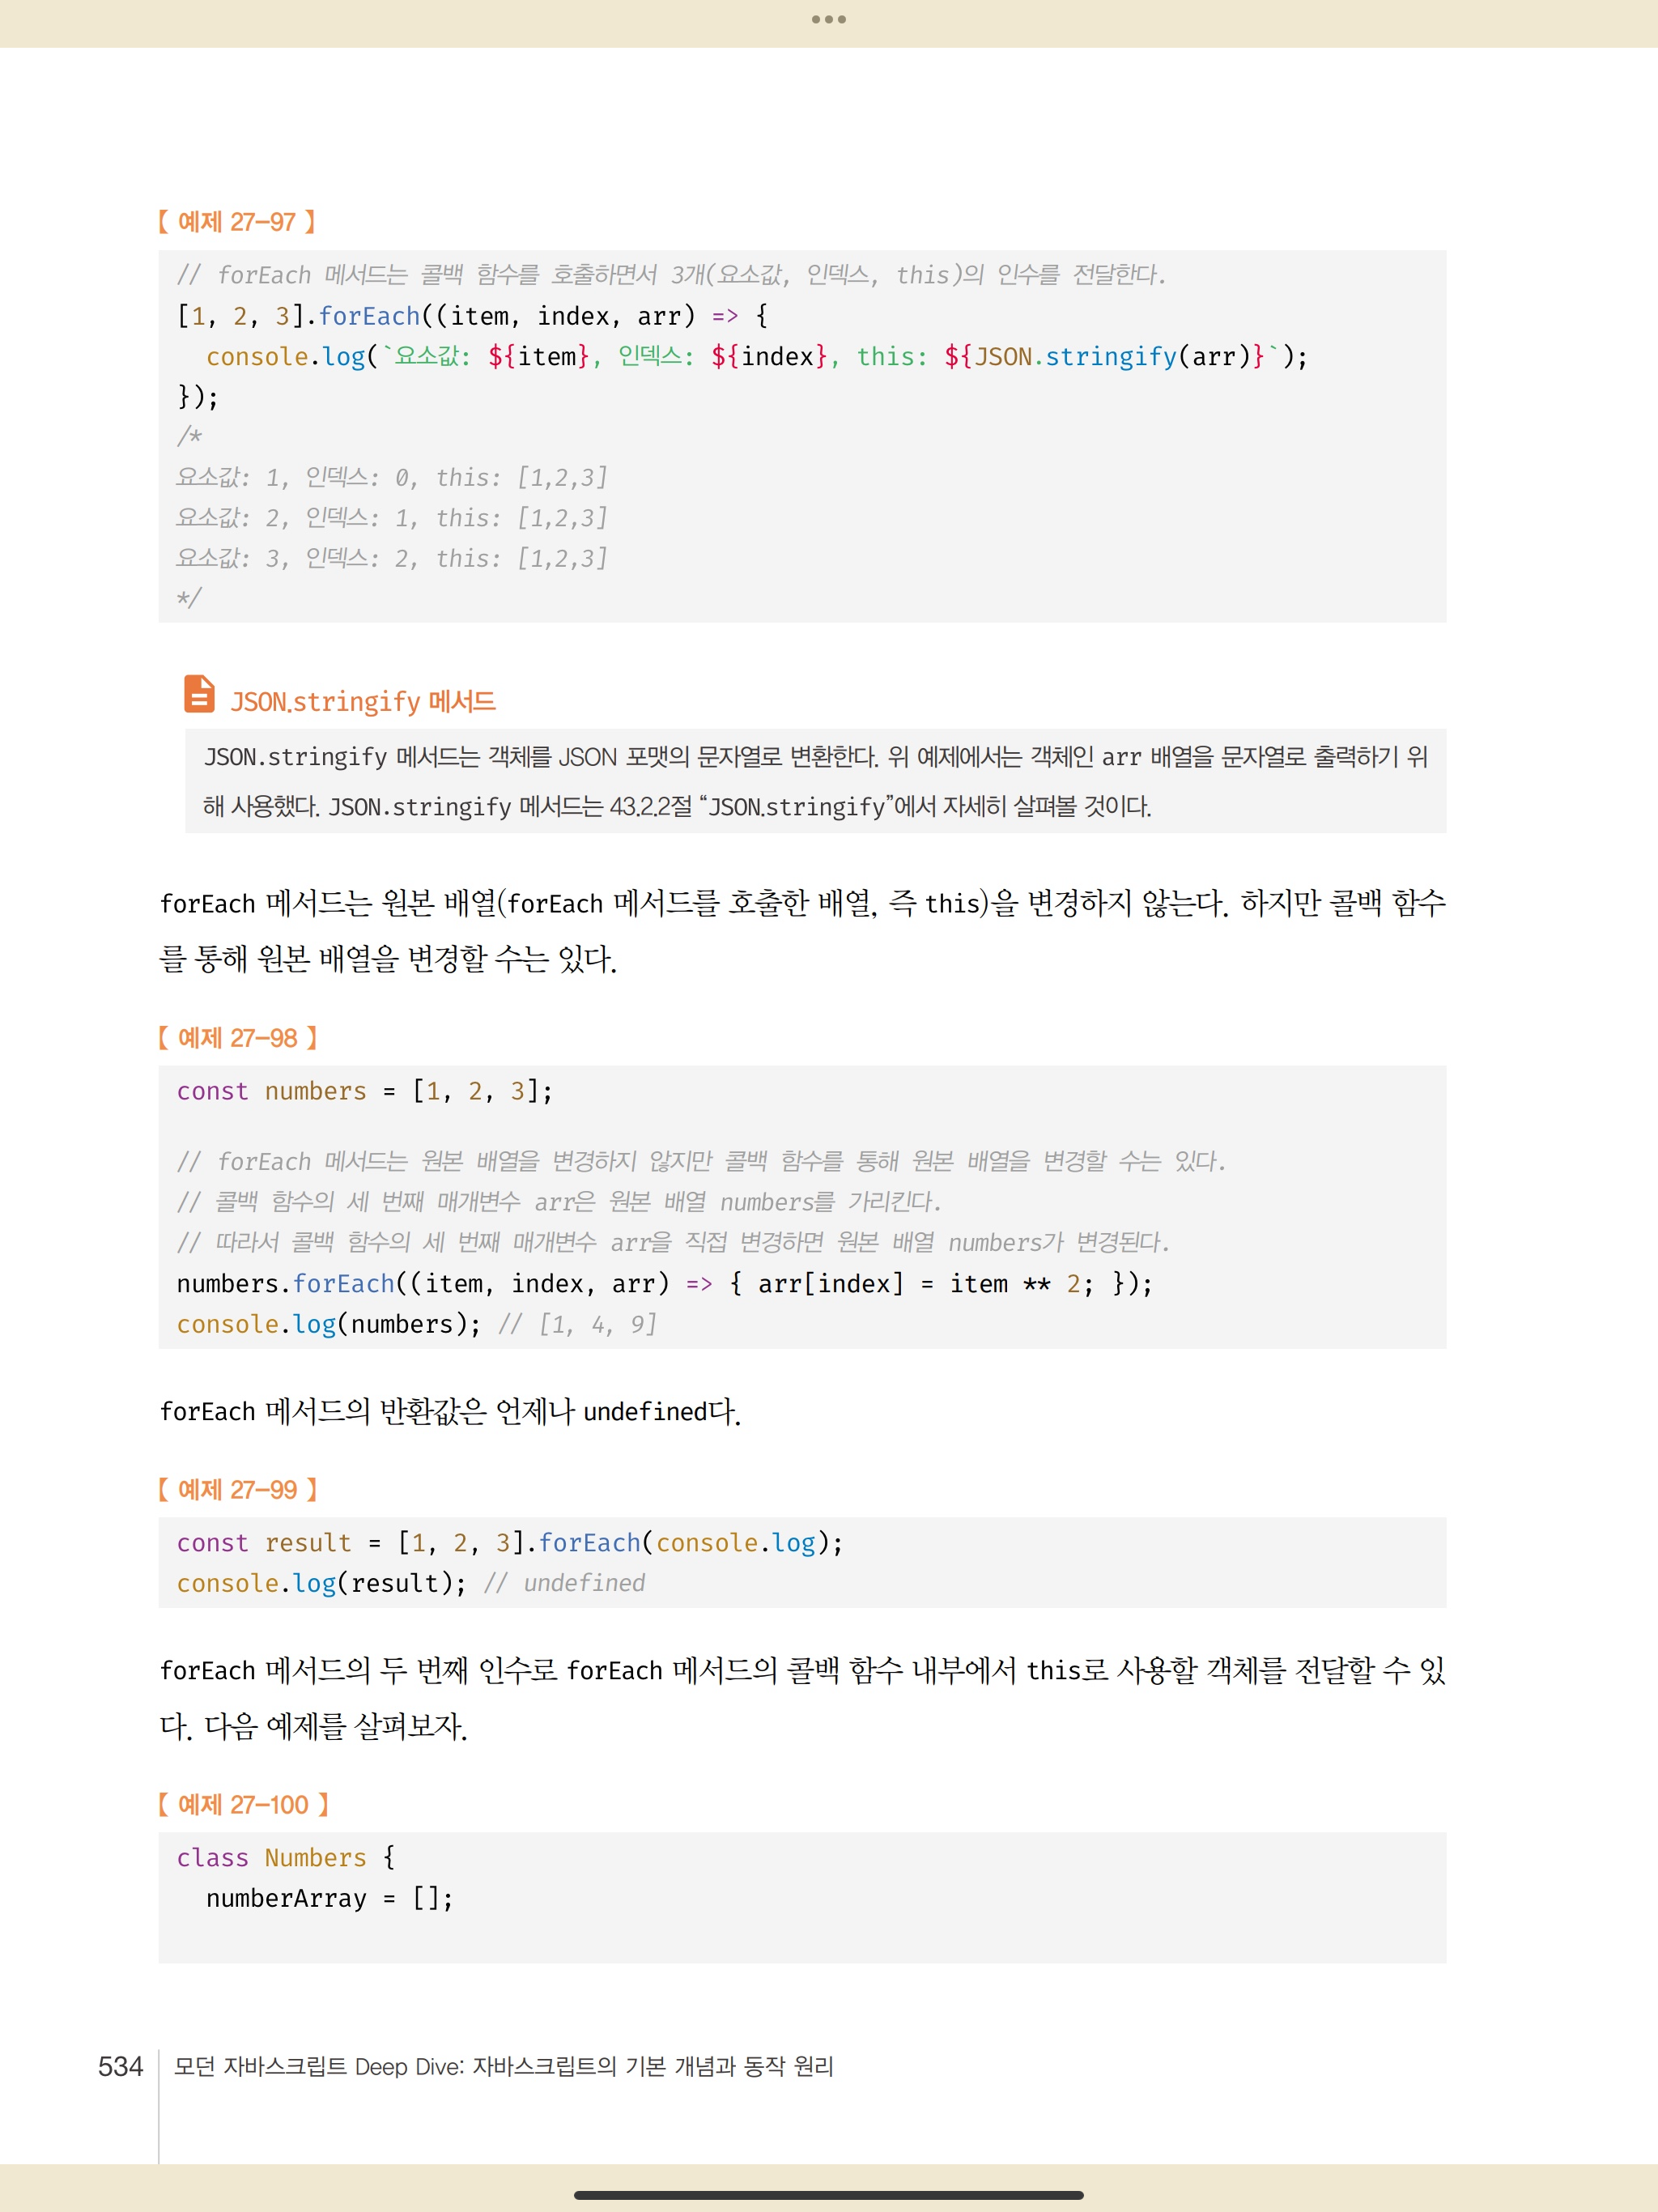 【 예제 27-97 】
// forEach 메서드는 콜백 함수를 호출하면서 3개(요소값, 인덱스, this)의 인수를 전달한다.
[1, 2, 3].forEach((item, index, arr) => {
  console.log(`요소값: ${item}, 인덱스: ${index}, this: ${JSON.stringify(arr)}`);
});
/*
요소값: 1, 인덱스: 0, this: [1,2,3]
요소값: 2, 인덱스: 1, this: [1,2,3]
요소값: 3, 인덱스: 2, this: [1,2,3]
*/
JSON.stringify 메서드
JSON.stringify 메서드는 객체를 JSON 포맷의 문자열로 변환한다. 위 예제에서는 객체인 arr 배열을 문자열로 출력하기 위
해 사용했다. JSON.stringify 메서드는 43.2.2절 “JSON.stringify”에서 자세히 살펴볼 것이다.
forEach 메서드는 원본 배열(forEach 메서드를 호출한 배열, 즉 this)을 변경하지 않는다. 하지만 콜백 함수
를 통해 원본 배열을 변경할 수는 있다.
【 예제 27-98 】
const numbers = [1, 2, 3];
// forEach 메서드는 원본 배열을 변경하지 않지만 콜백 함수를 통해 원본 배열을 변경할 수는 있다.
// 콜백 함수의 세 번째 매개변수 arr은 원본 배열 numbers를 가리킨다.
// 따라서 콜백 함수의 세 번째 매개변수 arr을 직접 변경하면 원본 배열 numbers가 변경된다.
numbers.forEach((item, index, arr) => { arr[index] = item ** 2; });
console.log(numbers); // [1, 4, 9]
forEach 메서드의 반환값은 언제나 undefined다.
【 예제 27-99 】
const result = [1, 2, 3].forEach(console.log);
console.log(result); // undefined
forEach 메서드의 두 번째 인수로 forEach 메서드의 콜백 함수 내부에서 this로 사용할 객체를 전달할 수 있
다. 다음 예제를 살펴보자.
【 예제 27-100 】
class Numbers {
  numberArray = [];
534 모던 자바스크립트 Deep Dive: 자바스크립트의 기본 개념과 동작 원리